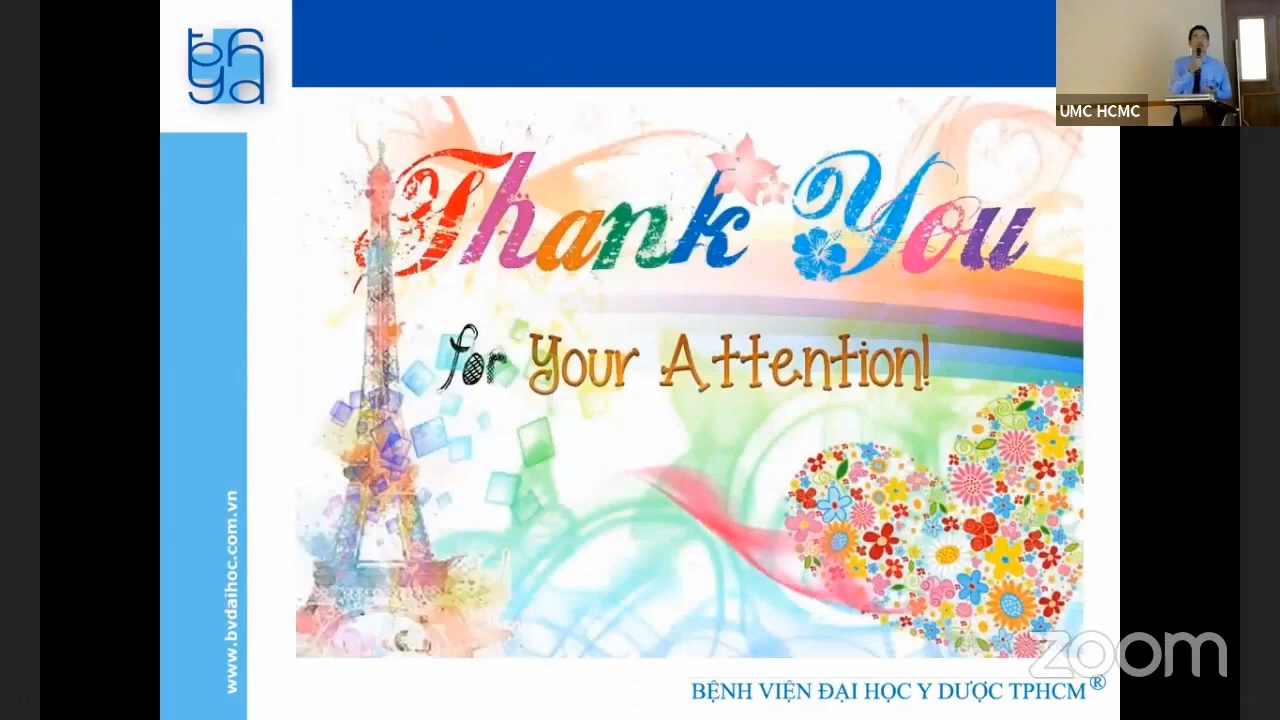 UMC HCMC
Thank You
for Your Attention!
www.bvdaihoc.com.vn
zoom
BỆNH VIỆN ĐẠI HỌC Y DƯỢC TPHCM®